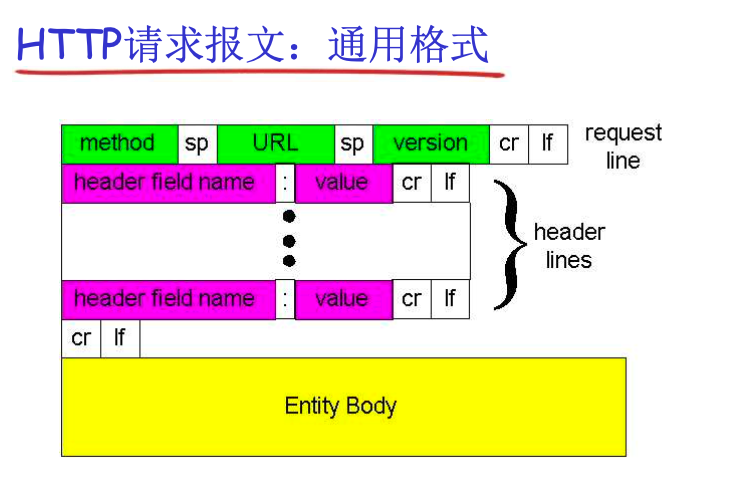 HTTP请求报文：通用格式
method sp URL sp version cr lf request line
header field name : value cr lf
header lines
header field name : value cr lf
cr lf
Entity Body